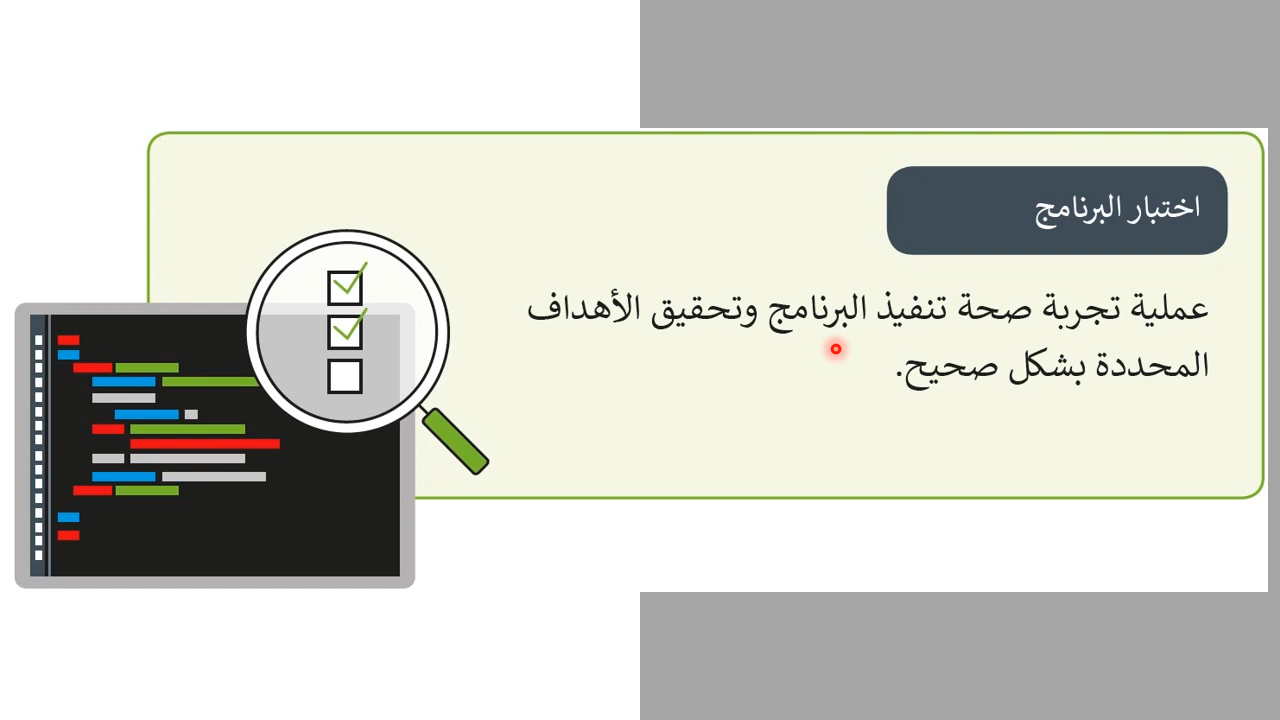 اختبار البرنامج
عملية تجربة صحة تنفيذ البرنامج وتحقيق الأهداف
المحددة بشكل صحيح.